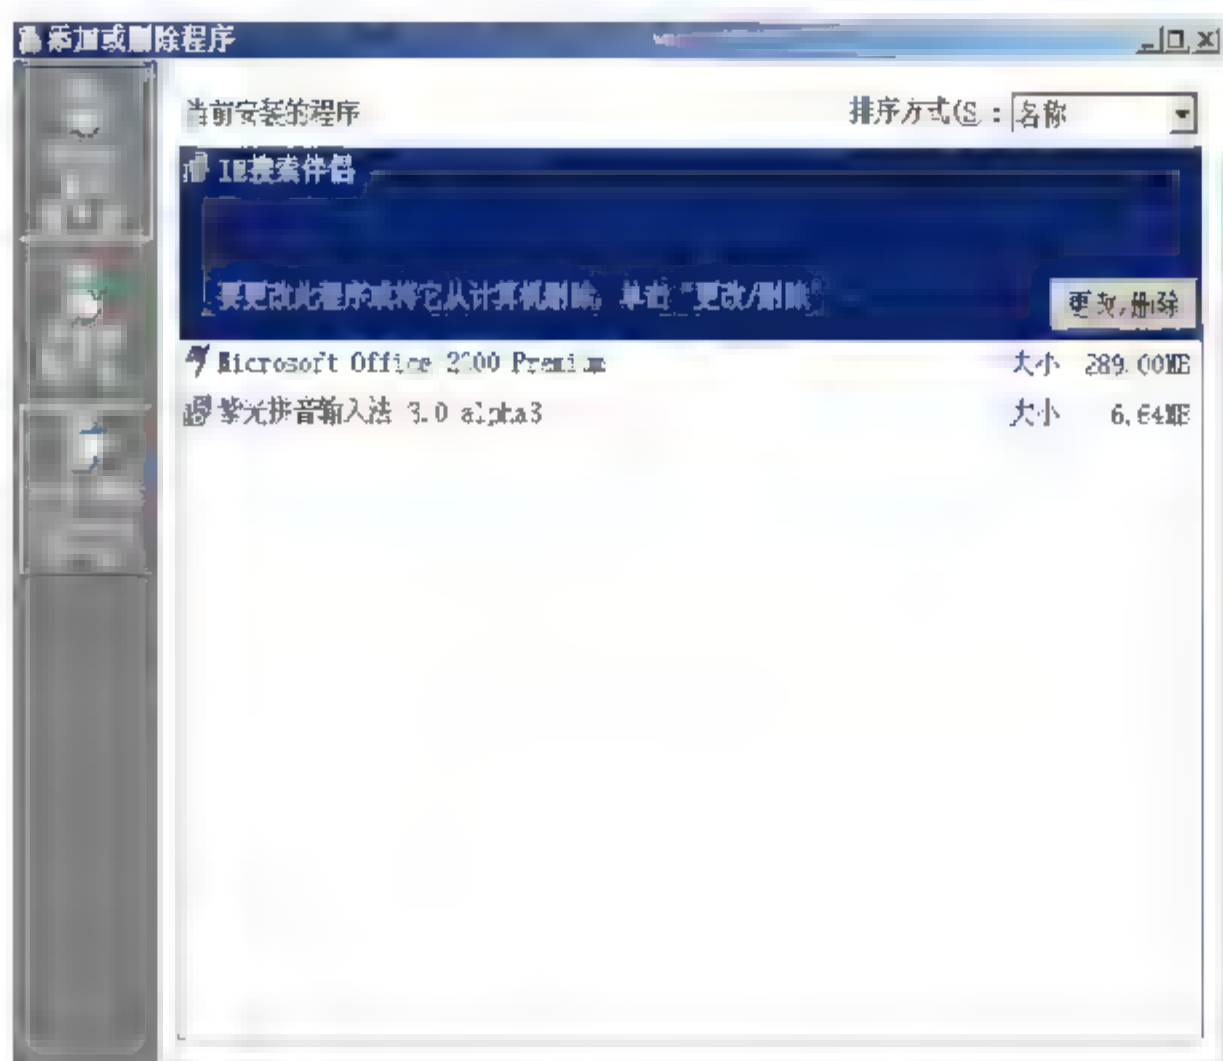 添加或删除程序
当前安装的程序 排序方式(S): 名称
IE搜索伴侣
要更改此程序或将它从计算机删除,单击“更改/删除” 更改/删除
Microsoft Office 2000 Premium 大小 289.00MB
紫光拼音输入法 3.0 alpha3 大小 6.64MB